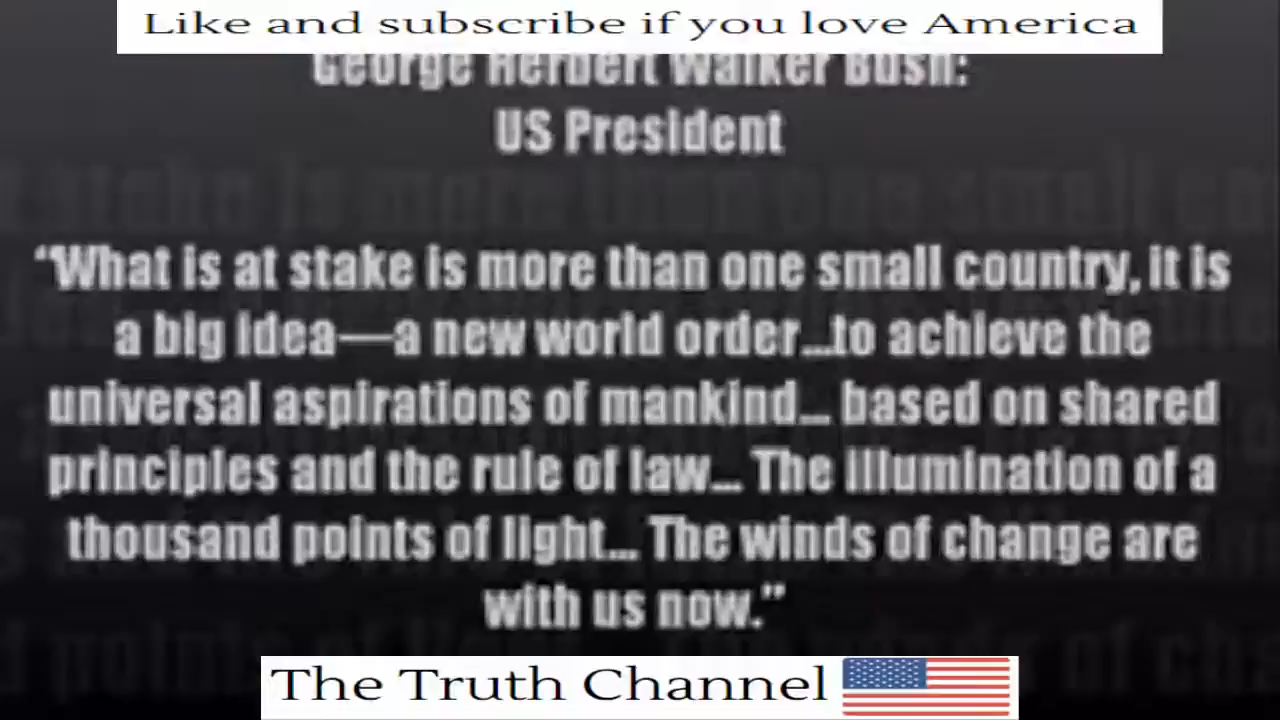 Like and subscribe if you love America
George Herbert Walker Bush:
US President
“What is at stake is more than one small country, it is
a big idea—a new world order...to achieve the
universal aspirations of mankind... based on shared
principles and the rule of law... The illumination of a
thousand points of light... The winds of change are
with us now.”
The Truth Channel